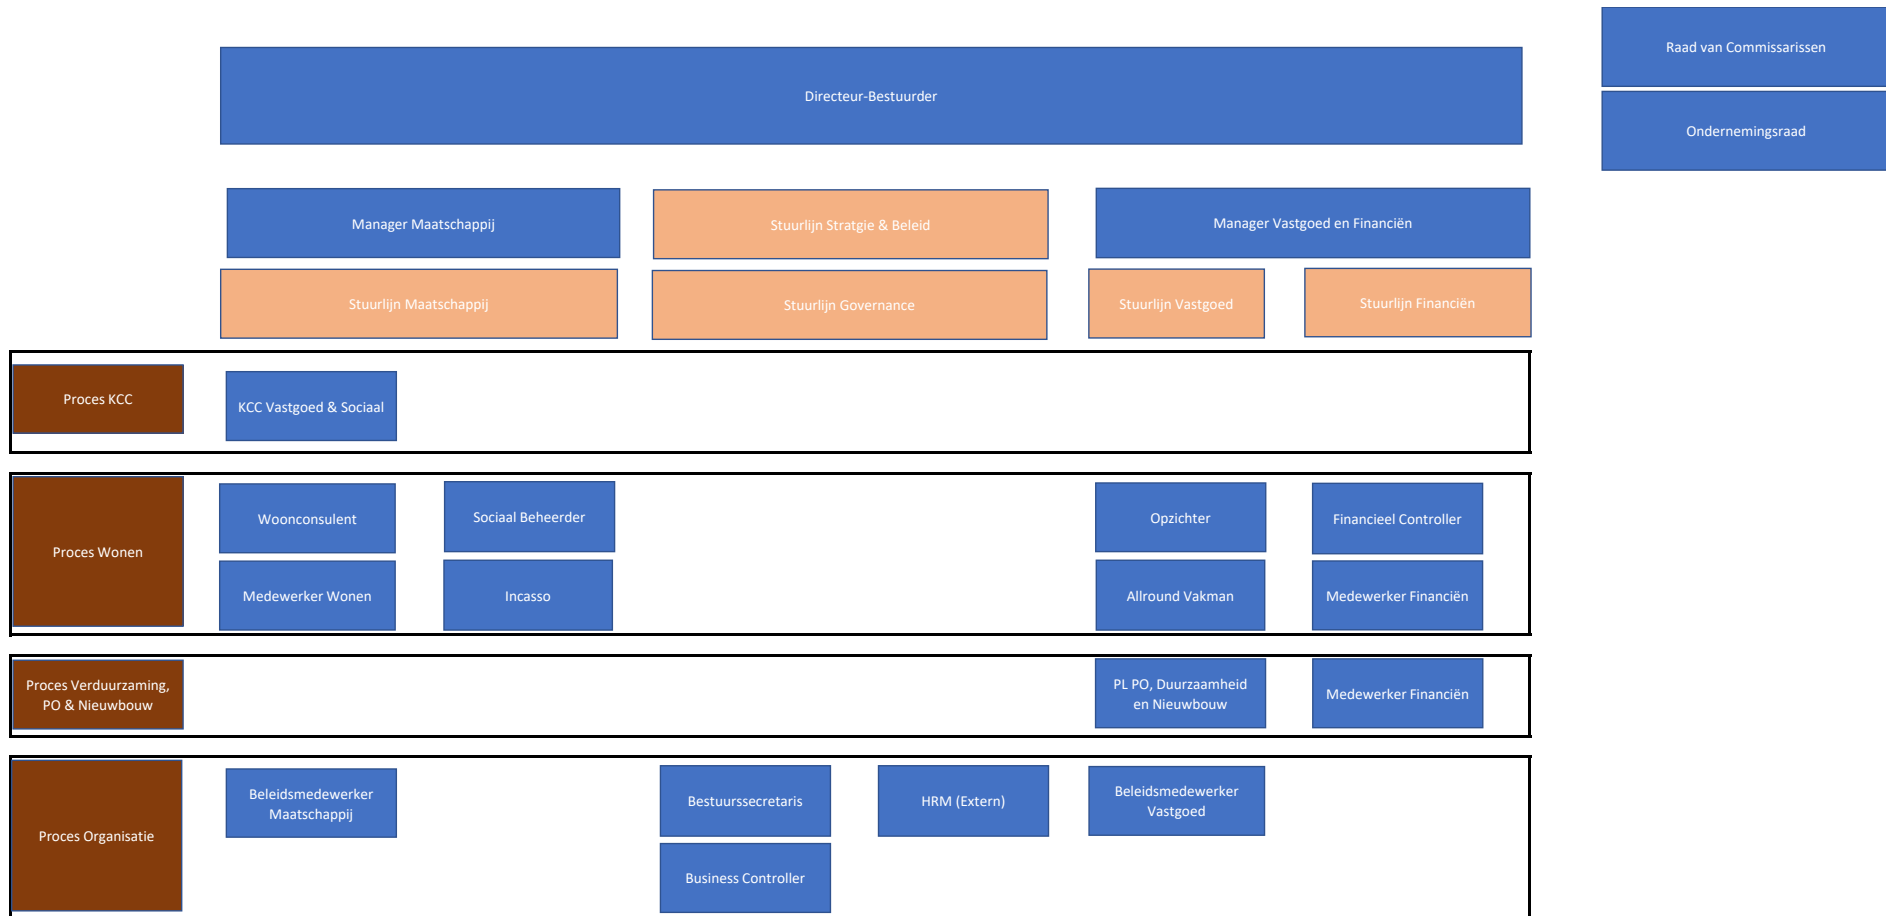 Raad van Commissarissen
Directeur-Bestuurder
Ondernemingsraad
Manager Maatschappij
Stuurlijn Stratgie & Beleid
Manager Vastgoed en Financiën
Stuurlijn Maatschappij
Stuurlijn Governance
Stuurlijn Vastgoed
Stuurlijn Financiën
Proces KCC
KCC Vastgoed & Sociaal
Proces Wonen
Woonconsulent
Sociaal Beheerder
Opzichter
Financieel Controller
Medewerker Wonen
Incasso
Allround Vakman
Medewerker Financiën
Proces Verduurzaming,
PO & Nieuwbouw
PL PO, Duurzaamheid
en Nieuwbouw
Medewerker Financiën
Proces Organisatie
Beleidsmedewerker
Maatschappij
Bestuurssecretaris
HRM (Extern)
Beleidsmedewerker
Vastgoed
Business Controller